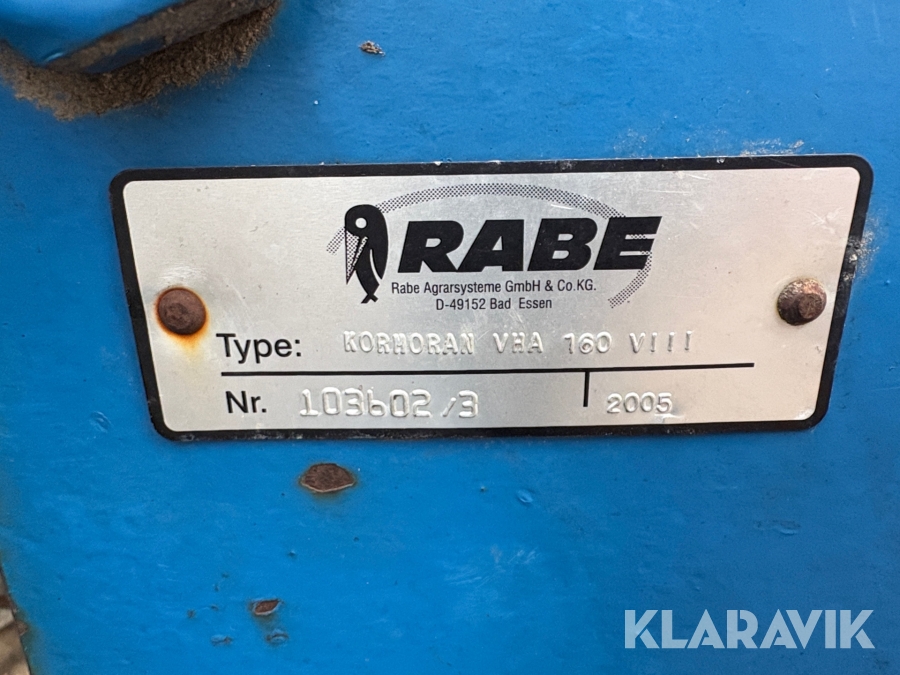 RABE
Rabe Agrarsysteme GmbH & Co.KG.
D-49152 Bad Essen
Type: KORMORAN VHA 160 VIII
Nr. 103602/3 2005
KLARAVIK